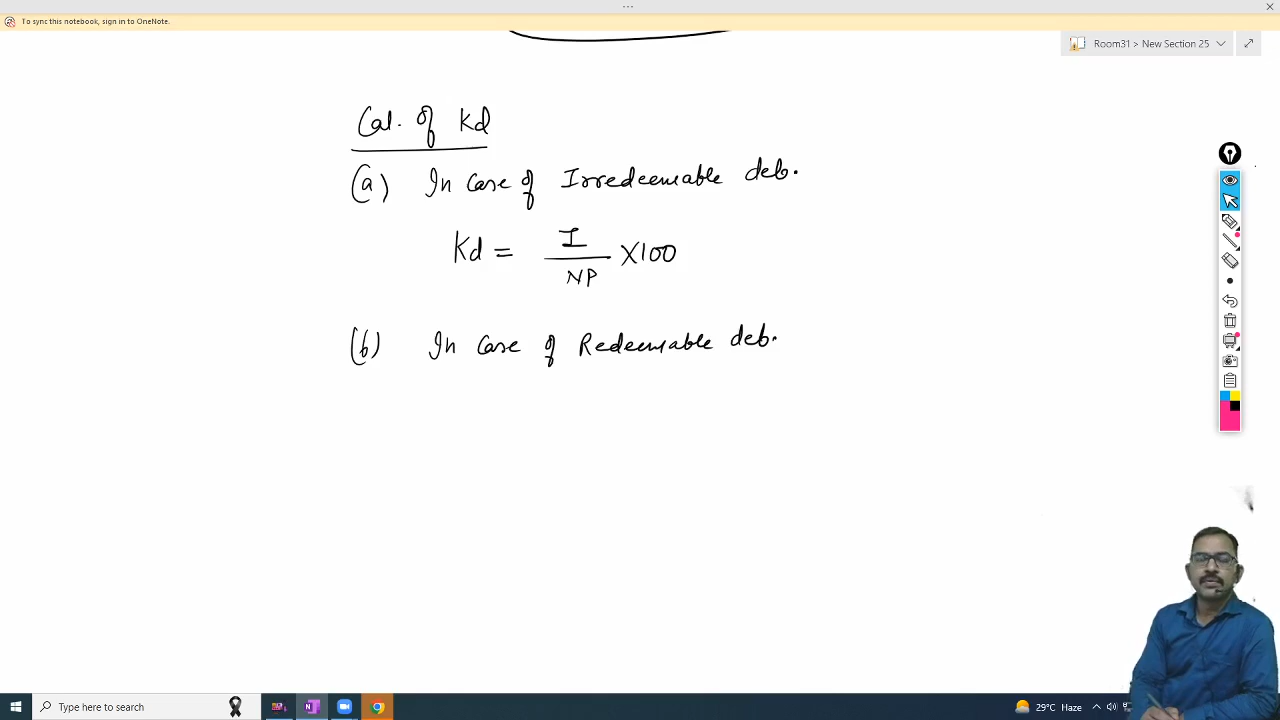 To sync this notebook, sign in to OneNote.
Room31 > New Section 25
Cal. of Kd
(a) In Case of Irredeemable deb.
Kd = I / NP X100
(b) In Case of Redeemable deb.
Type here to search
29°C Haze